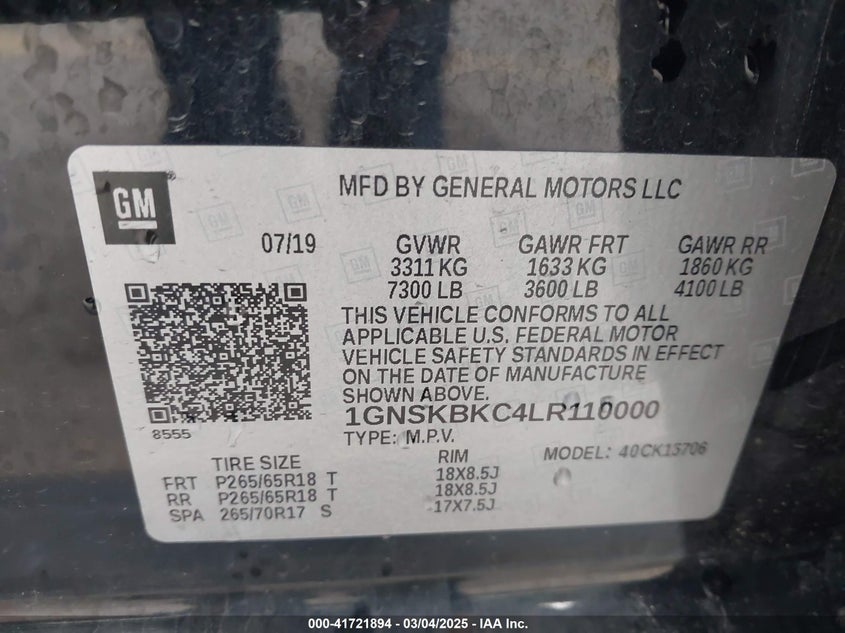 GM
MFD BY GENERAL MOTORS LLC
07/19 GVWR GAWR FRT GAWR RR
3311 KG 1633 KG 1860 KG
7300 LB 3600 LB 4100 LB
THIS VEHICLE CONFORMS TO ALL
APPLICABLE U.S. FEDERAL MOTOR
VEHICLE SAFETY STANDARDS IN EFFECT
ON THE DATE OF MANUFACTURE
SHOWN ABOVE.
1GNSKBKC4LR110000
8555
TYPE: M.P.V. MODEL: 40CK15706
TIRE SIZE RIM
FRT P265/65R18 T 18X8.5J
RR P265/65R18 T 18X8.5J
SPA 265/70R17 S 17X7.5J
000-41721894 - 03/04/2025 - IAA Inc.